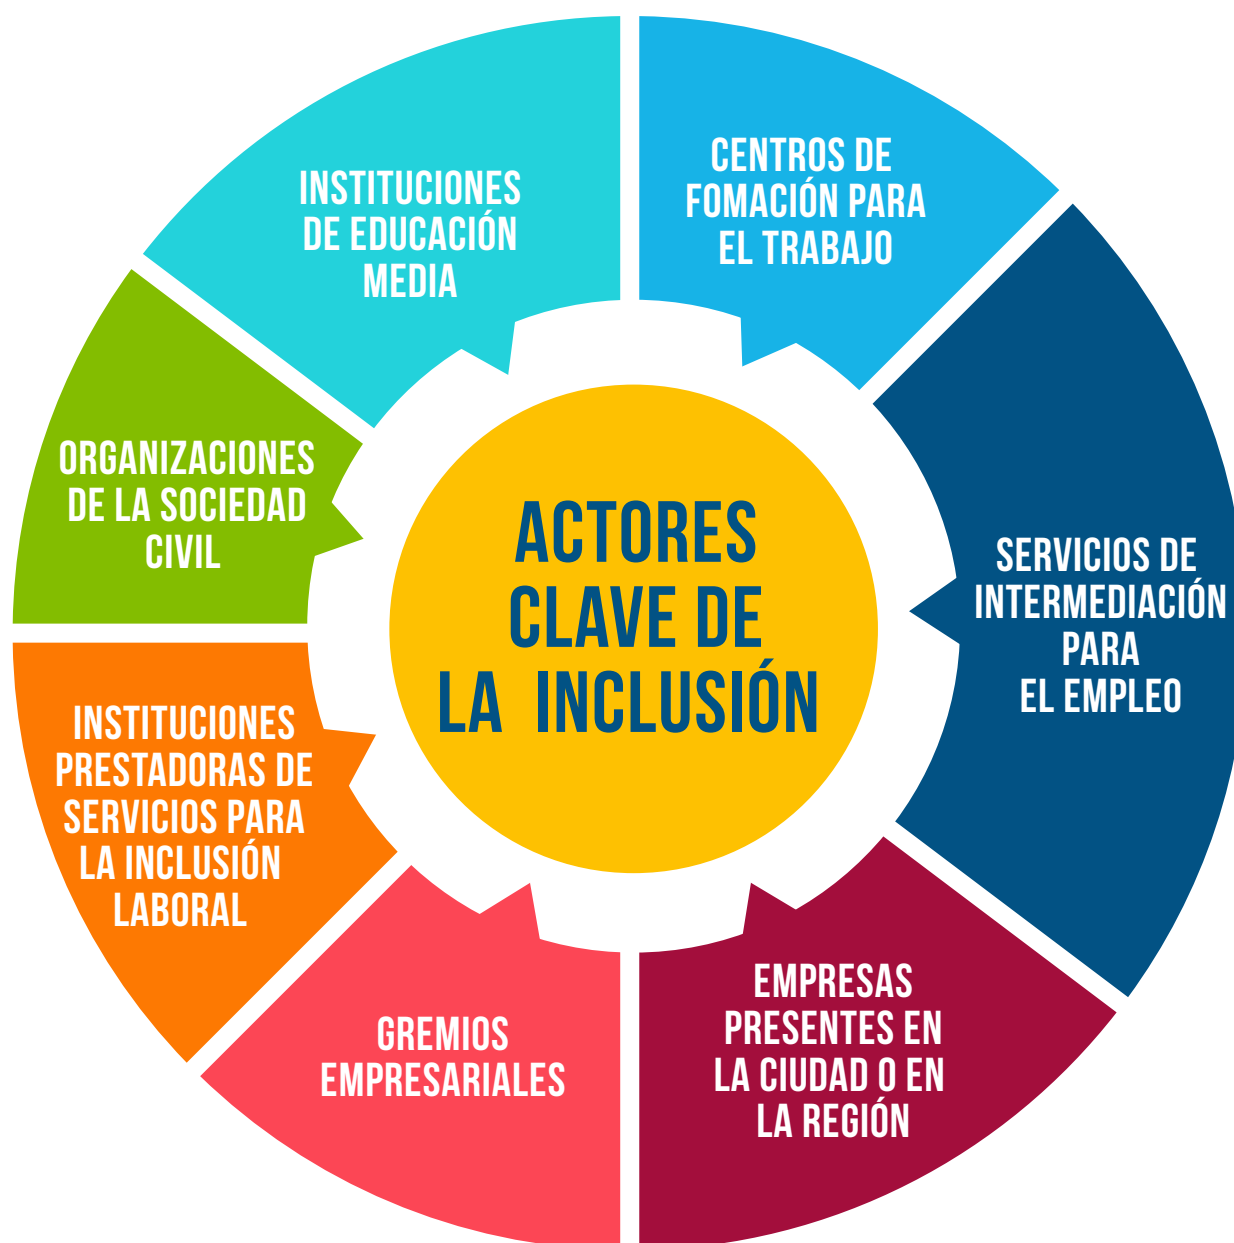 CENTROS DE
FOMACIÓN PARA
EL TRABAJO
INSTITUCIONES
DE EDUCACIÓN
MEDIA
ORGANIZACIONES
DE LA SOCIEDAD
CIVIL
ACTORES
CLAVE DE
LA INCLUSIÓN
SERVICIOS DE
INTERMEDIACIÓN
PARA
EL EMPLEO
INSTITUCIONES
PRESTADORAS DE
SERVICIOS PARA
LA INCLUSIÓN
LABORAL
GREMIOS
EMPRESARIALES
EMPRESAS
PRESENTES EN
LA CIUDAD O EN
LA REGIÓN